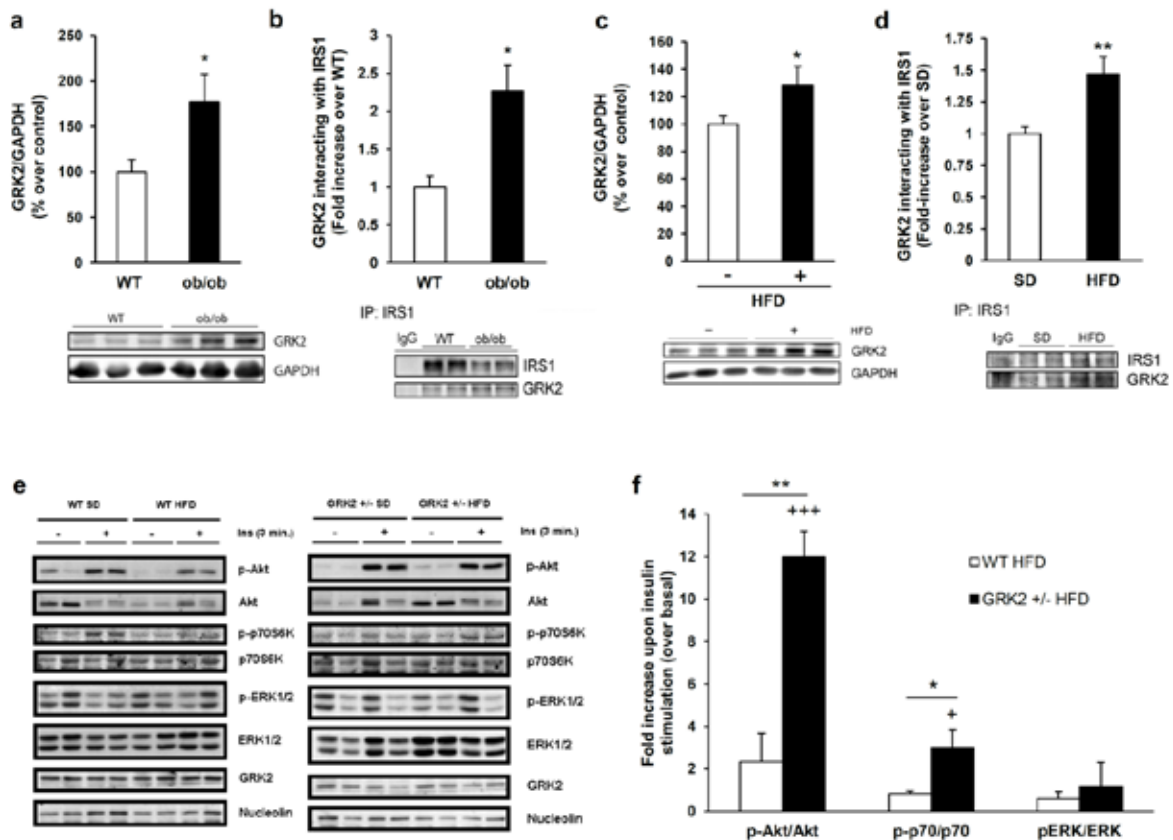 a
GRK2/GAPDH
(% over control)
250
200
150
100
50
0
*
WT
ob/ob
WT
ob/ob
GRK2
GAPDH
b
GRK2 interacting with IRS1
(Fold increase over WT)
3
2.5
2
1.5
1
0.5
0
*
WT
ob/ob
IP: IRS1
IgG
WT
ob/ob
IRS1
GRK2
c
GRK2/GAPDH
(% over control)
160
140
120
100
80
60
40
20
0
*
-
+
HFD
-
+
HFD
GRK2
GAPDH
d
GRK2 interacting with IRS1
(Fold-increase over SD)
1.75
1.5
1.25
1
0.75
0.5
0.25
0
**
SD
HFD
IP: IRS1
IgG
SD
HFD
IRS1
GRK2
e
WT SD
WT HFD
-
+
-
+
Ins (3 min.)
p-Akt
Akt
p-p70S6K
p70S6K
p-ERK1/2
ERK1/2
GRK2
Nucleolin
GRK2 +/- SD
GRK2 +/- HFD
-
+
-
+
Ins (3 min.)
p-Akt
Akt
p-p70S6K
p70S6K
p-ERK1/2
ERK1/2
GRK2
Nucleolin
f
Fold increase upon insulin
stimulation (over basal)
14
12
10
8
6
4
2
0
**
+++
*
+
WT HFD
GRK2 +/- HFD
p-Akt/Akt
p-p70/p70
pERK/ERK